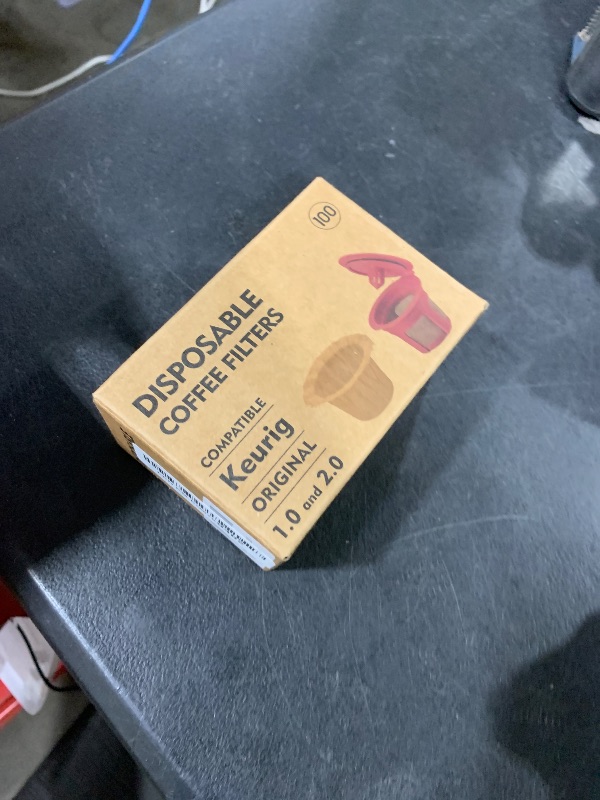 100
DISPOSABLE
COFFEE FILTERS
COMPATIBLE
Keurig
ORIGINAL
1.0 and 2.0